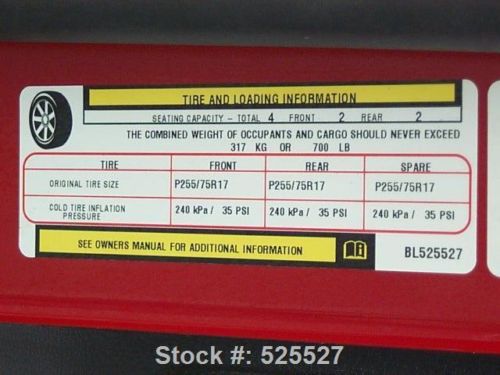 TIRE AND LOADING INFORMATION
SEATING CAPACITY - TOTAL 4 FRONT 2 REAR 2
THE COMBINED WEIGHT OF OCCUPANTS AND CARGO SHOULD NEVER EXCEED
317 KG OR 700 LB
TIRE FRONT REAR SPARE
ORIGINAL TIRE SIZE P255/75R17 P255/75R17 P255/75R17
COLD TIRE INFLATION PRESSURE 240 kPa / 35 PSI 240 kPa / 35 PSI 240 kPa / 35 PSI
SEE OWNERS MANUAL FOR ADDITIONAL INFORMATION
BL525527
Stock #: 525527